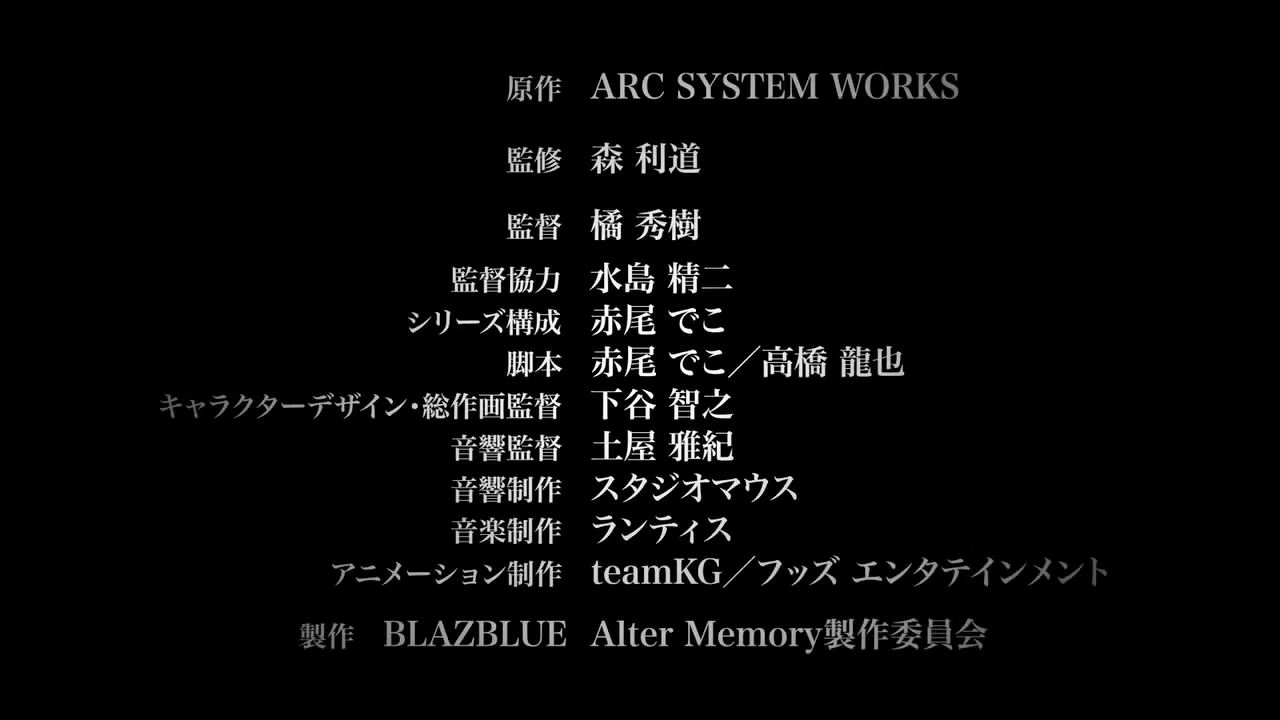 原作 ARC SYSTEM WORKS
監修 森 利道
監督 橘 秀樹
監督協力 水島 精二
シリーズ構成 赤尾 でこ
脚本 赤尾 でこ／高橋 龍也
キャラクターデザイン・総作画監督 下谷 智之
音響監督 土屋 雅紀
音響制作 スタジオマウス
音楽制作 ランティス
アニメーション制作 teamKG／フッズ エンタテインメント
製作 BLAZBLUE Alter Memory製作委員会